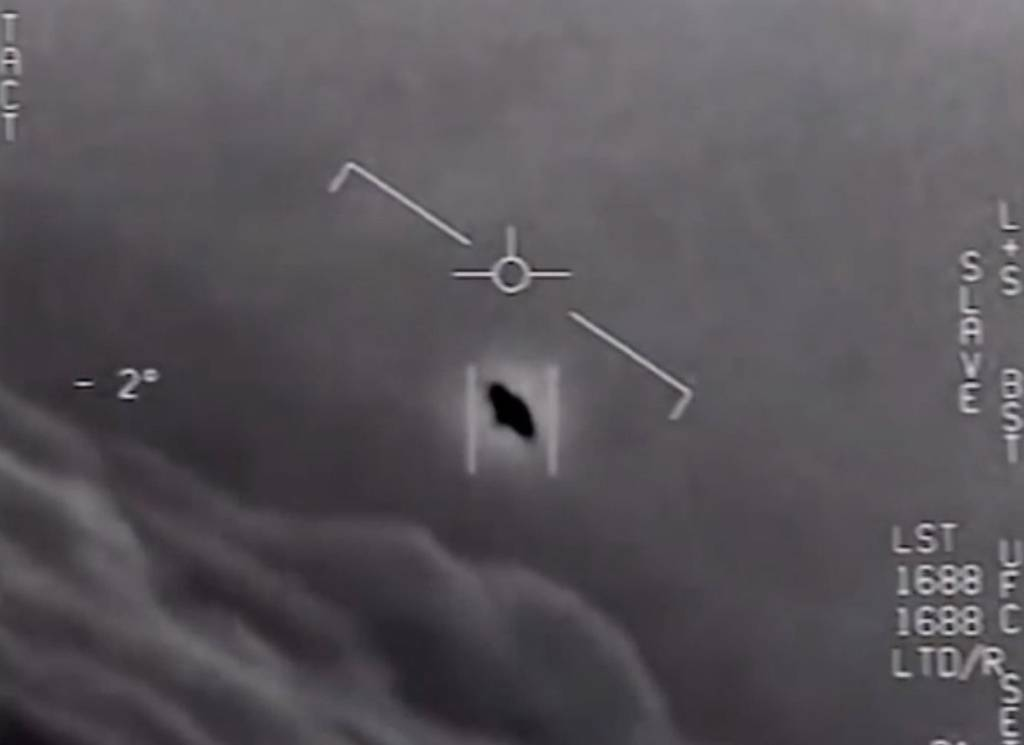 TACT
- 2°
SLAVE
L+S BST UFC
LST
1688
1688
LTD/R